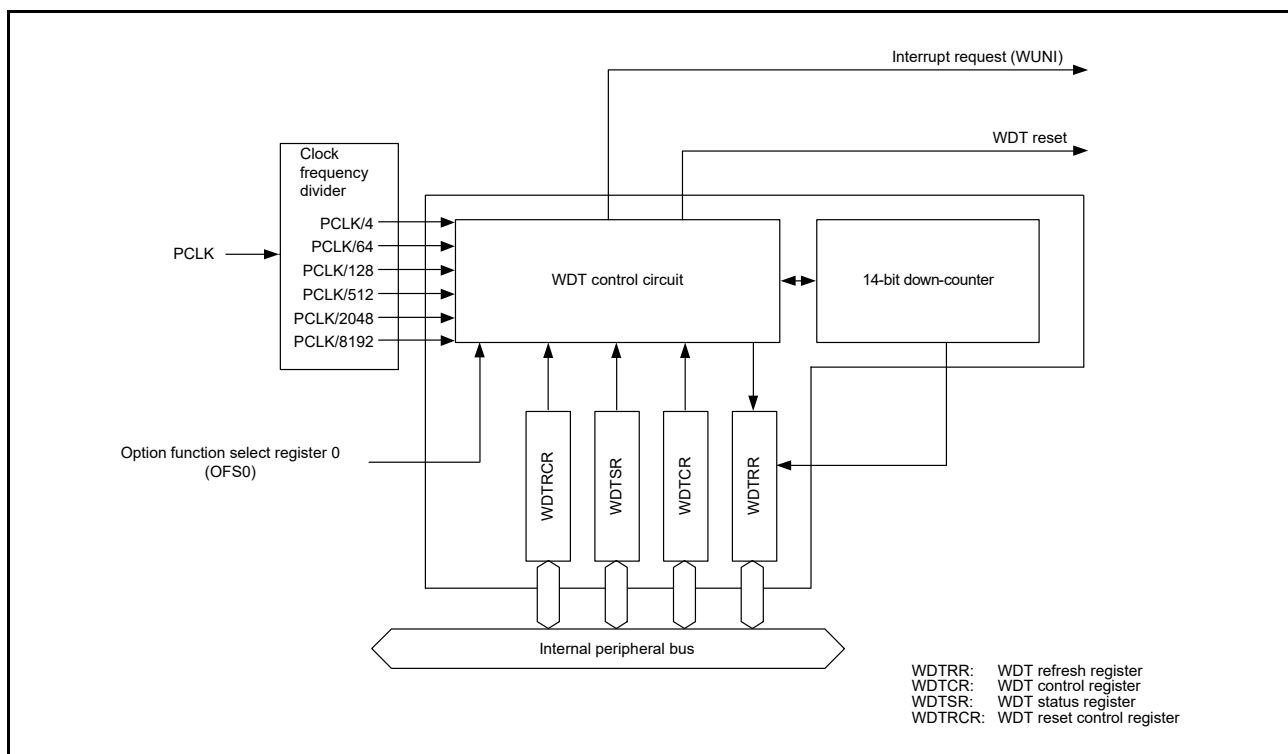 Interrupt request (WUNI)
WDT reset
Clock
frequency
divider
PCLK/4
PCLK/64
PCLK/128
PCLK/512
PCLK/2048
PCLK/8192
PCLK
WDT control circuit
14-bit down-counter
Option function select register 0
(OFS0)
WDTRCR
WDTSR
WDTCR
WDTRR
Internal peripheral bus
WDTRR: WDT refresh register
WDTCR: WDT control register
WDTSR: WDT status register
WDTRCR: WDT reset control register